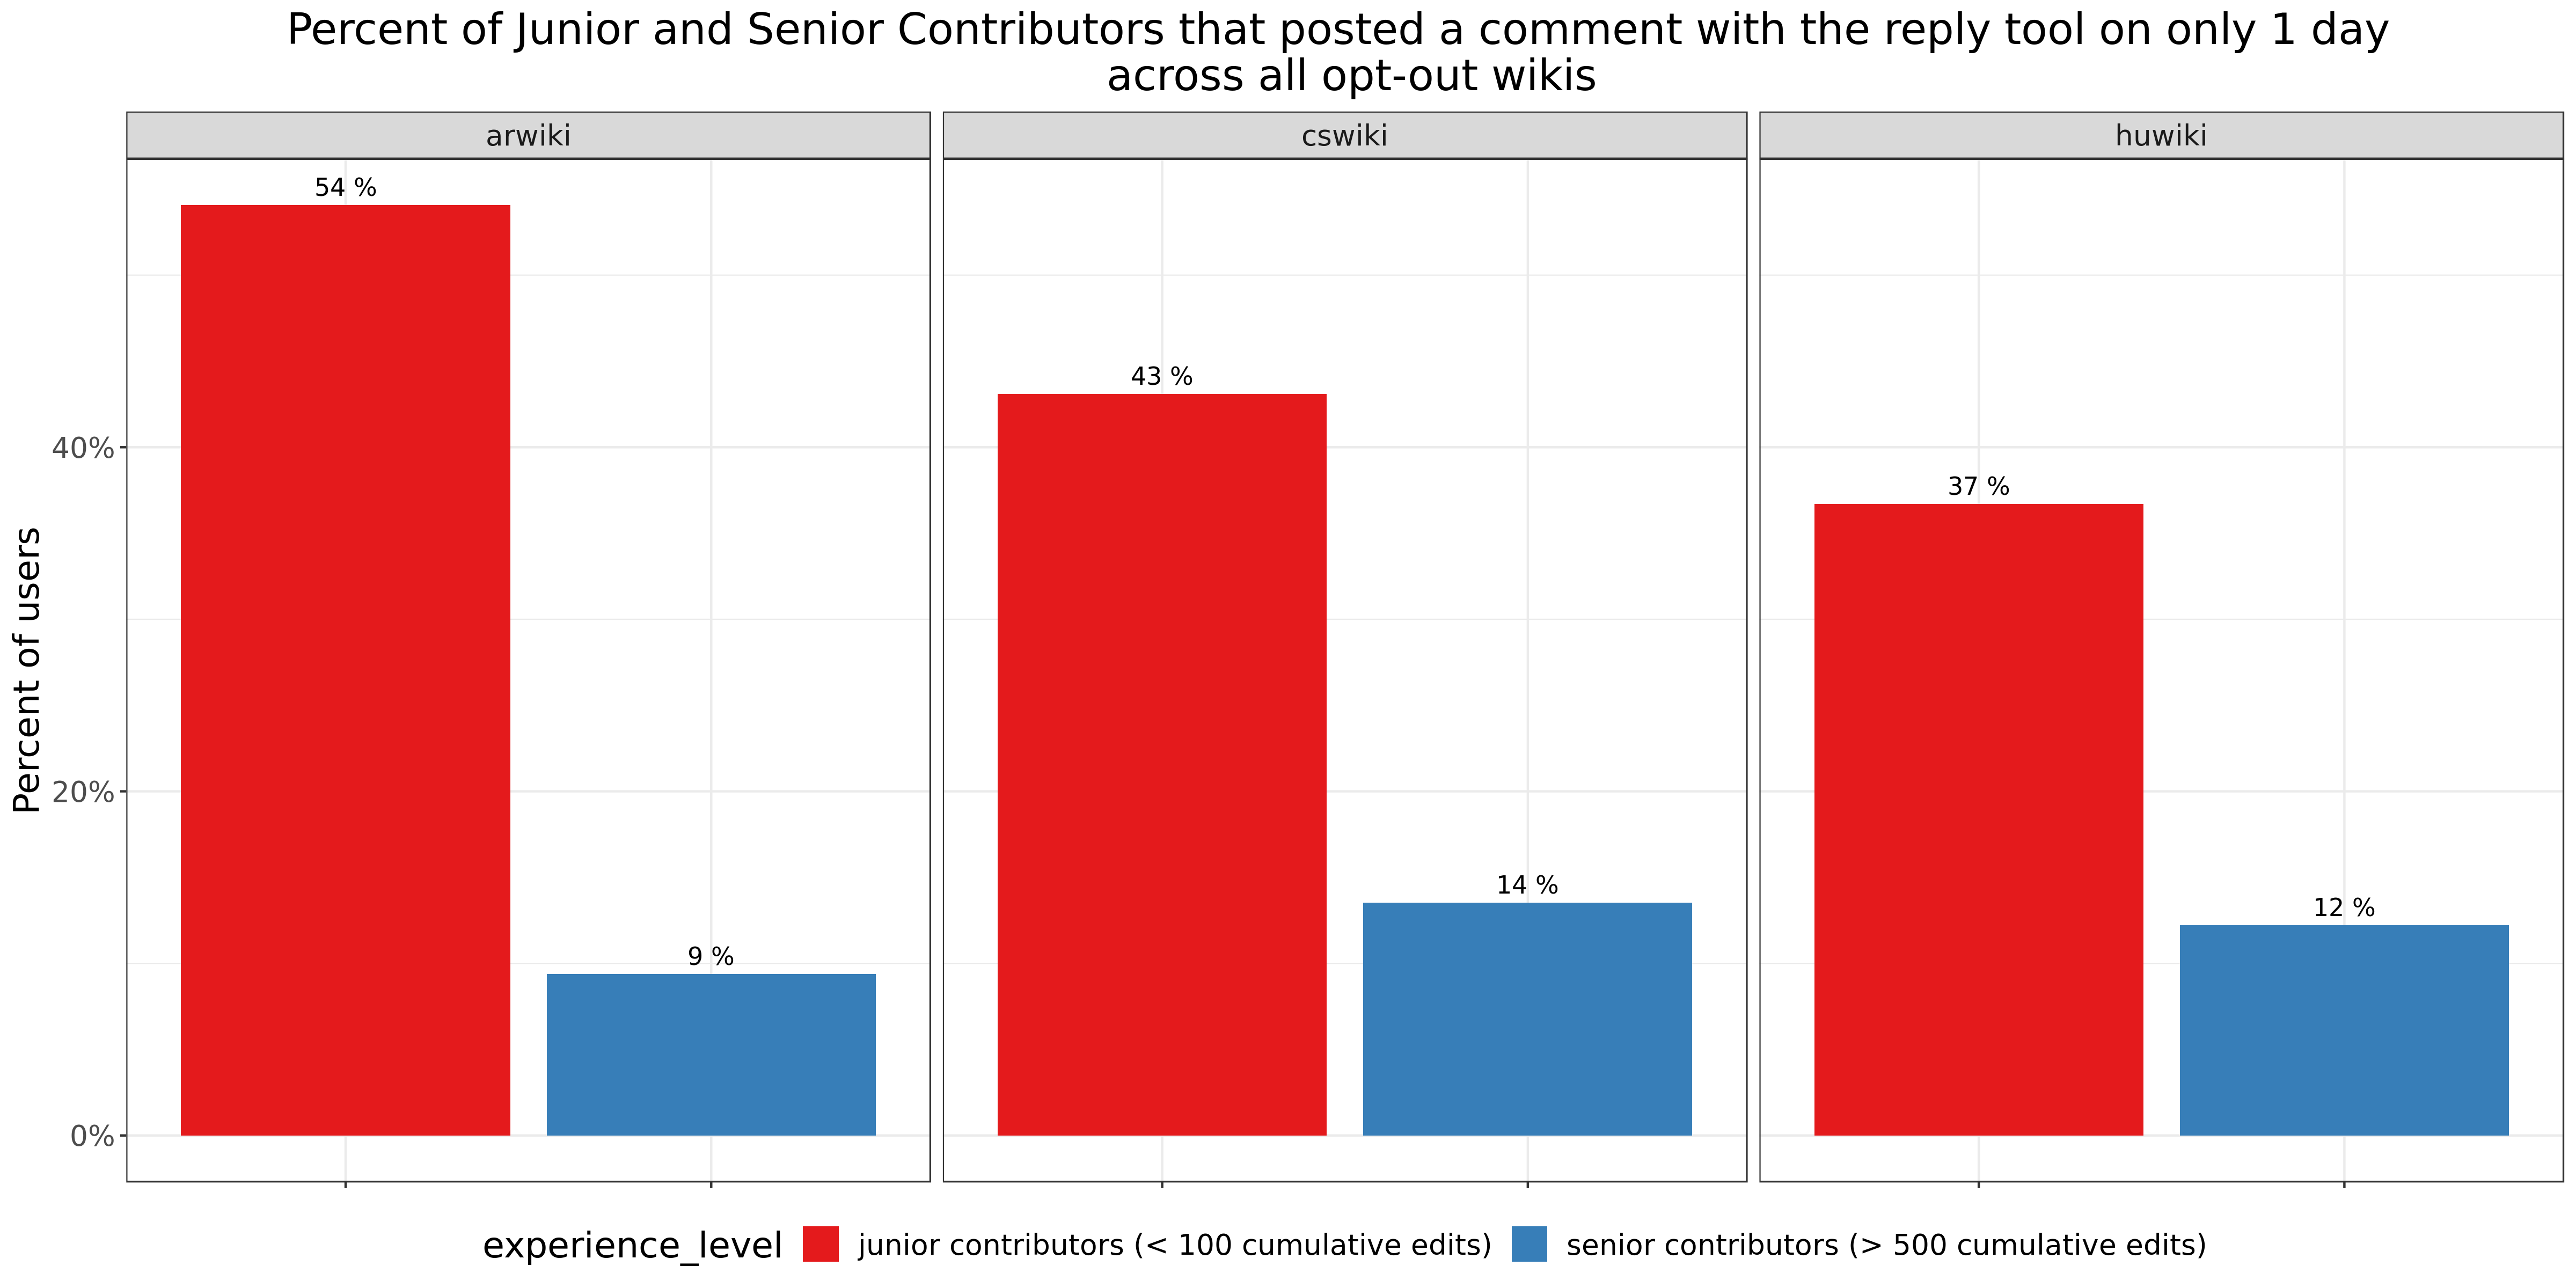 Percent of Junior and Senior Contributors that posted a comment with the reply tool on only 1 day
across all opt-out wikis
arwiki
cswiki
huwiki
54 %
43 %
37 %
9 %
14 %
12 %
40%
20%
0%
Percent of users
experience_level
junior contributors (< 100 cumulative edits)
senior contributors (> 500 cumulative edits)